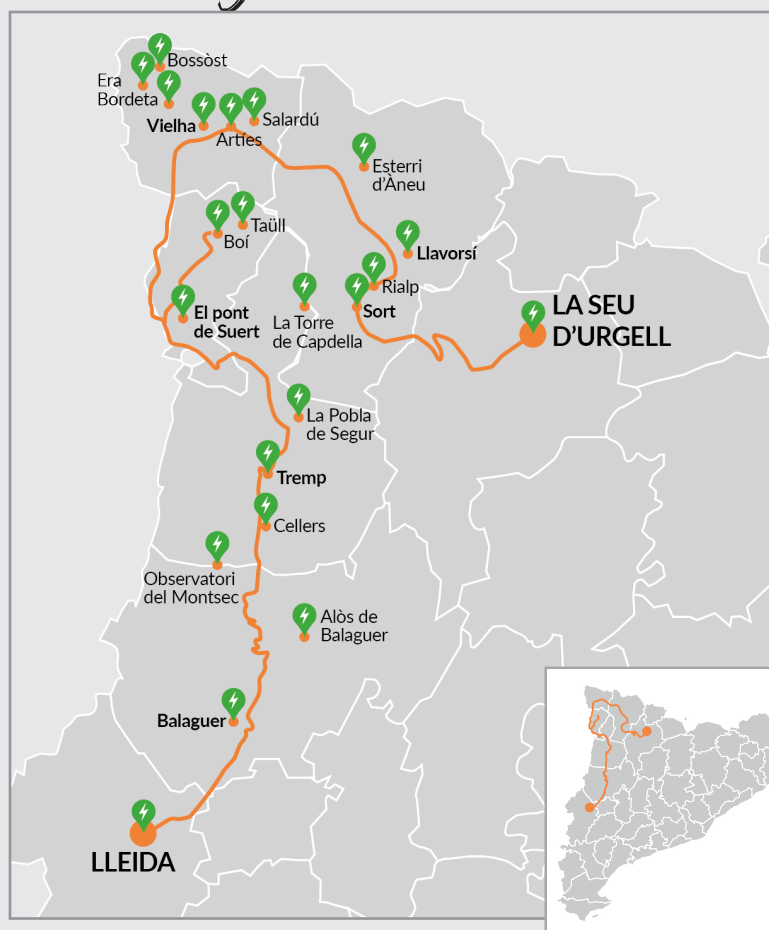 Bossòst
Era
Bordeta
Vielha
Arties
Salardú
Esterri
d'Àneu
Taüll
Boí
Llavorsí
Rialp
Sort
El pont
de Suert
La Torre
de Capdella
LA SEU
D'URGELL
La Pobla
de Segur
Tremp
Cellers
Observatori
del Montsec
Alòs de
Balaguer
Balaguer
LLEIDA